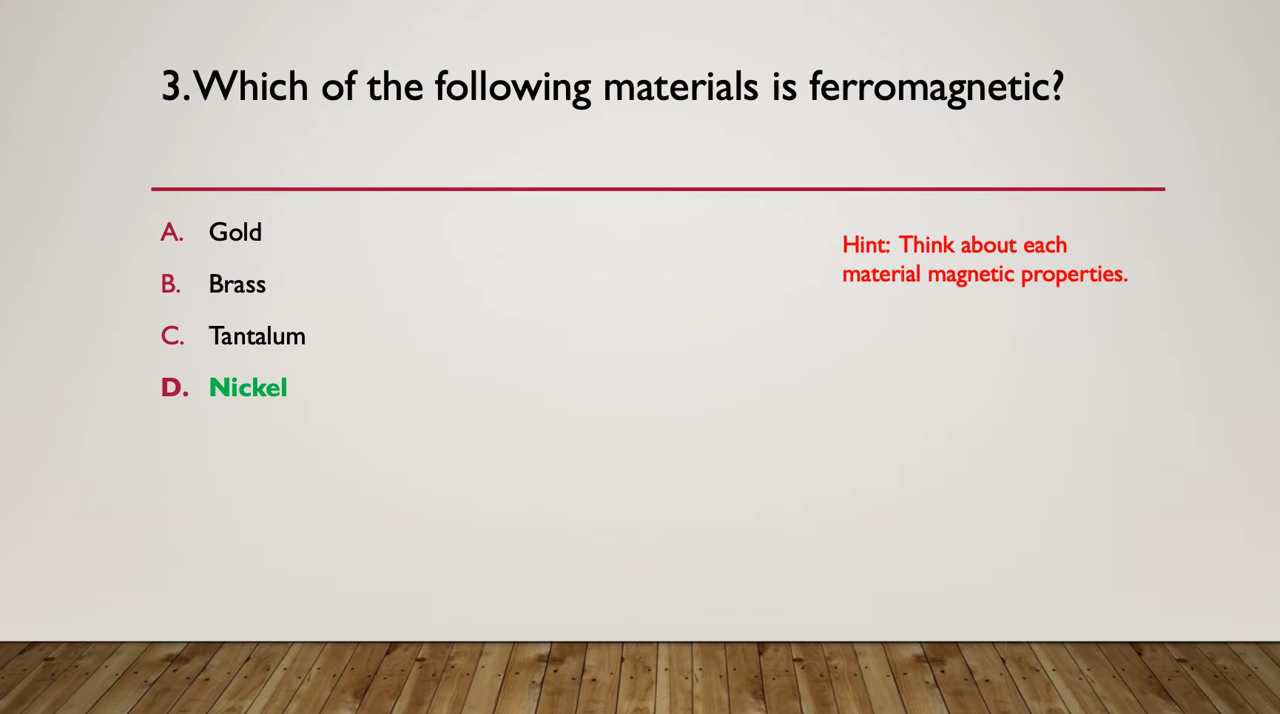 3. Which of the following materials is ferromagnetic?
A. Gold
B. Brass
C. Tantalum
D. Nickel
Hint: Think about each
material magnetic properties.